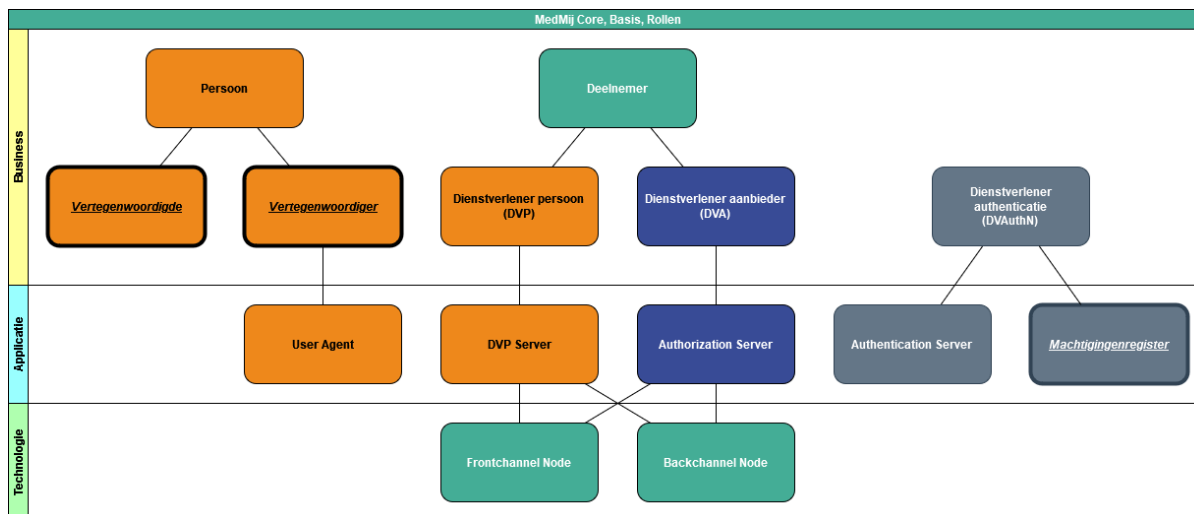 MedMij Core, Basis, Rollen
Business
Persoon
Deelnemer
Vertegenwoordigde
Vertegenwoordiger
Dienstverlener persoon
(DVP)
Dienstverlener aanbieder
(DVA)
Dienstverlener
authenticatie
(DVAuthN)
Applicatie
User Agent
DVP Server
Authorization Server
Authentication Server
Machtigingenregister
Technologie
Frontchannel Node
Backchannel Node